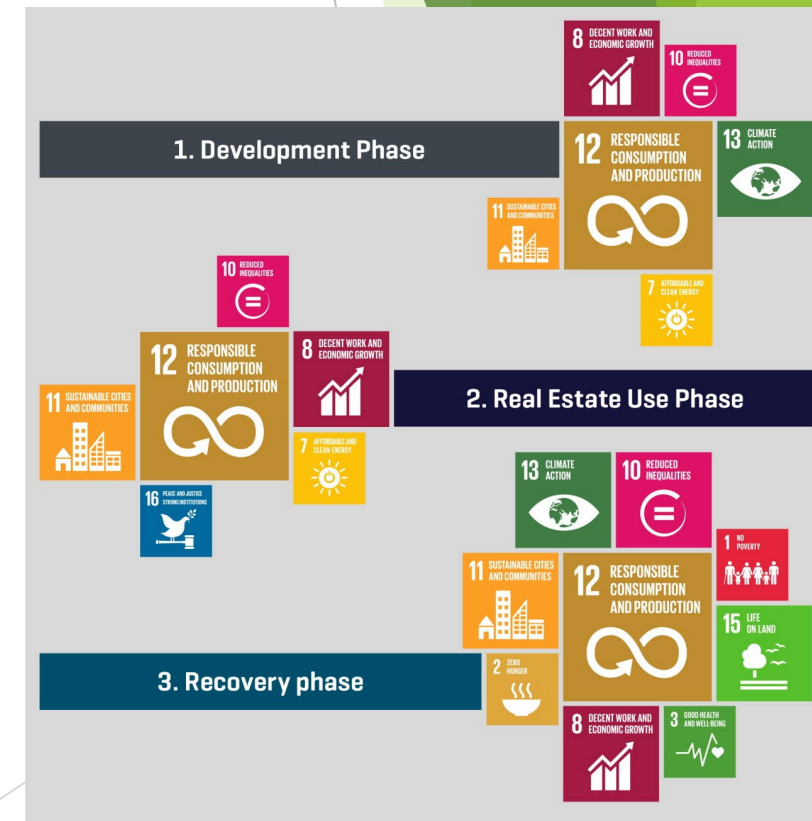 8 DECENT WORK AND
ECONOMIC GROWTH
10 REDUCED
INEQUALITIES
1. Development Phase
12 RESPONSIBLE
CONSUMPTION
AND PRODUCTION
13 CLIMATE
ACTION
11 SUSTAINABLE CITIES
AND COMMUNITIES
7 AFFORDABLE AND
CLEAN ENERGY
10 REDUCED
INEQUALITIES
12 RESPONSIBLE
CONSUMPTION
AND PRODUCTION
8 DECENT WORK AND
ECONOMIC GROWTH
11 SUSTAINABLE CITIES
AND COMMUNITIES
7 AFFORDABLE AND
CLEAN ENERGY
16 PEACE AND JUSTICE
STRONG INSTITUTIONS
2. Real Estate Use Phase
13 CLIMATE
ACTION
10 REDUCED
INEQUALITIES
1 NO
POVERTY
11 SUSTAINABLE CITIES
AND COMMUNITIES
12 RESPONSIBLE
CONSUMPTION
AND PRODUCTION
15 LIFE
ON LAND
3. Recovery phase
2 ZERO
HUNGER
8 DECENT WORK AND
ECONOMIC GROWTH
3 GOOD HEALTH
AND WELL-BEING